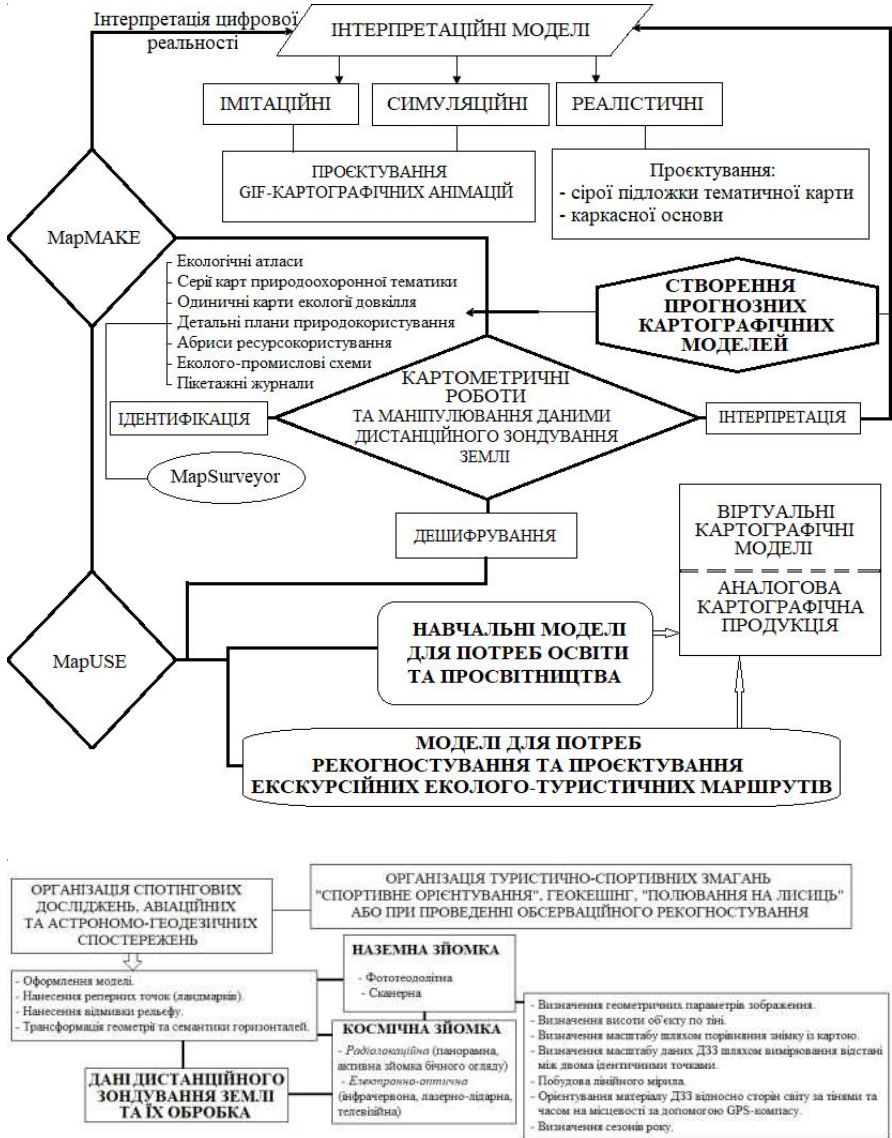 Інтерпретація цифрової
реальності
ІНТЕРПРЕТАЦІЙНІ МОДЕЛІ
ІМІТАЦІЙНІ
СИМУЛЯЦІЙНІ
РЕАЛІСТИЧНІ
ПРОЄКТУВАННЯ
GIF-КАРТОГРАФІЧНИХ АНІМАЦІЙ
Проєктування:
- сірої підложки тематичної карти
- каркасної основи
MapMAKE
Екологічні атласи
Серії карт природоохоронної тематики
Одиничні карти екології довкілля
Детальні плани природокористування
Абриси ресурсокористування
Еколого-промислові схеми
Пікетажні журнали
СТВОРЕННЯ
ПРОГНОЗНИХ
КАРТОГРАФІЧНИХ
МОДЕЛЕЙ
ІДЕНТИФІКАЦІЯ
КАРТОМЕТРИЧНІ
РОБОТИ
ТА МАНІПУЛЮВАННЯ ДАНИМИ
ДИСТАНЦІЙНОГО ЗОНДУВАННЯ
ЗЕМЛІ
ІНТЕРПРЕТАЦІЯ
MapSurveyor
ДЕШИФРУВАННЯ
ВІРТУАЛЬНІ
КАРТОГРАФІЧНІ
МОДЕЛІ
АНАЛОГОВА
КАРТОГРАФІЧНА
ПРОДУКЦІЯ
MapUSE
НАВЧАЛЬНІ МОДЕЛІ
ДЛЯ ПОТРЕБ ОСВІТИ
ТА ПРОСВІТНИЦТВА
МОДЕЛІ ДЛЯ ПОТРЕБ
РЕКОГНОСТУВАННЯ ТА ПРОЄКТУВАННЯ
ЕКСКУРСІЙНИХ ЕКОЛОГО-ТУРИСТИЧНИХ МАРШРУТІВ
ОРГАНІЗАЦІЯ СПОТІНГОВИХ
ДОСЛІДЖЕНЬ, АВІАЦІЙНИХ
ТА АСТРОНОМО-ГЕОДЕЗИЧНИХ
СПОСТЕРЕЖЕНЬ
ОРГАНІЗАЦІЯ ТУРИСТИЧНО-СПОРТИВНИХ ЗМАГАНЬ
"СПОРТИВНЕ ОРІЄНТУВАННЯ", ГЕОКЕШІНГ, "ПОЛЮВАННЯ НА ЛИСИЦЬ"
АБО ПРИ ПРОВЕДЕННІ ОБСЕРВАЦІЙНОГО РЕКОГНОСТУВАННЯ
НАЗЕМНА ЗЙОМКА
- Фототеодолітна
- Сканерна
- Оформлення моделі.
- Нанесення реперних точок (ландмарків).
- Нанесення відмивки рельєфу.
- Трансформація геометрії та семантики горизонталей.
КОСМІЧНА ЗЙОМКА
- Радіолокаційна (панорамна,
активна зйомка бічного огляду)
- Електронно-оптична
(інфрачервона, лазерно-лідарна,
телевізійна)
ДАНІ ДИСТАНЦІЙНОГО
ЗОНДУВАННЯ ЗЕМЛІ
ТА ЇХ ОБРОБКА
- Визначення геометричних параметрів зображення.
- Визначення висоти об'єкту по тіні.
- Визначення масштабу шляхом порівняння знімку із картою.
- Визначення масштабу даних ДЗЗ шляхом вимірювання відстані
між двома ідентичними точками.
- Побудова лінійного мірила.
- Орієнтування матеріалу ДЗЗ відносно сторін світу за тінями та
часом на місцевості за допомогою GPS-компасу.
- Визначення сезонів року.